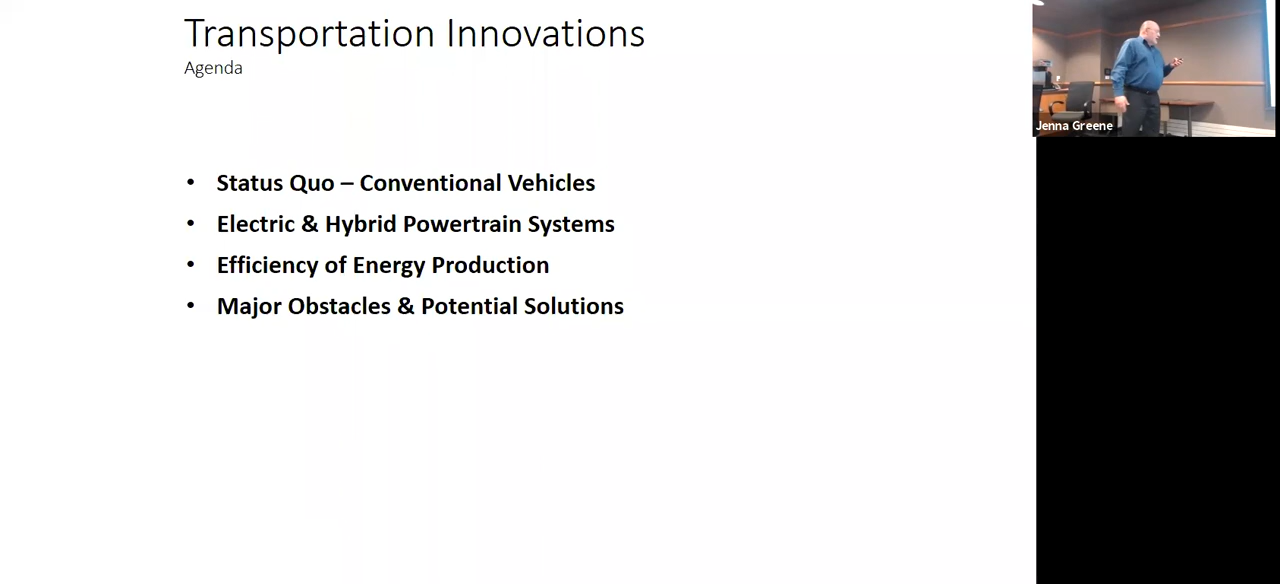 Transportation Innovations
Agenda
• Status Quo – Conventional Vehicles
• Electric & Hybrid Powertrain Systems
• Efficiency of Energy Production
• Major Obstacles & Potential Solutions
Jenna Greene